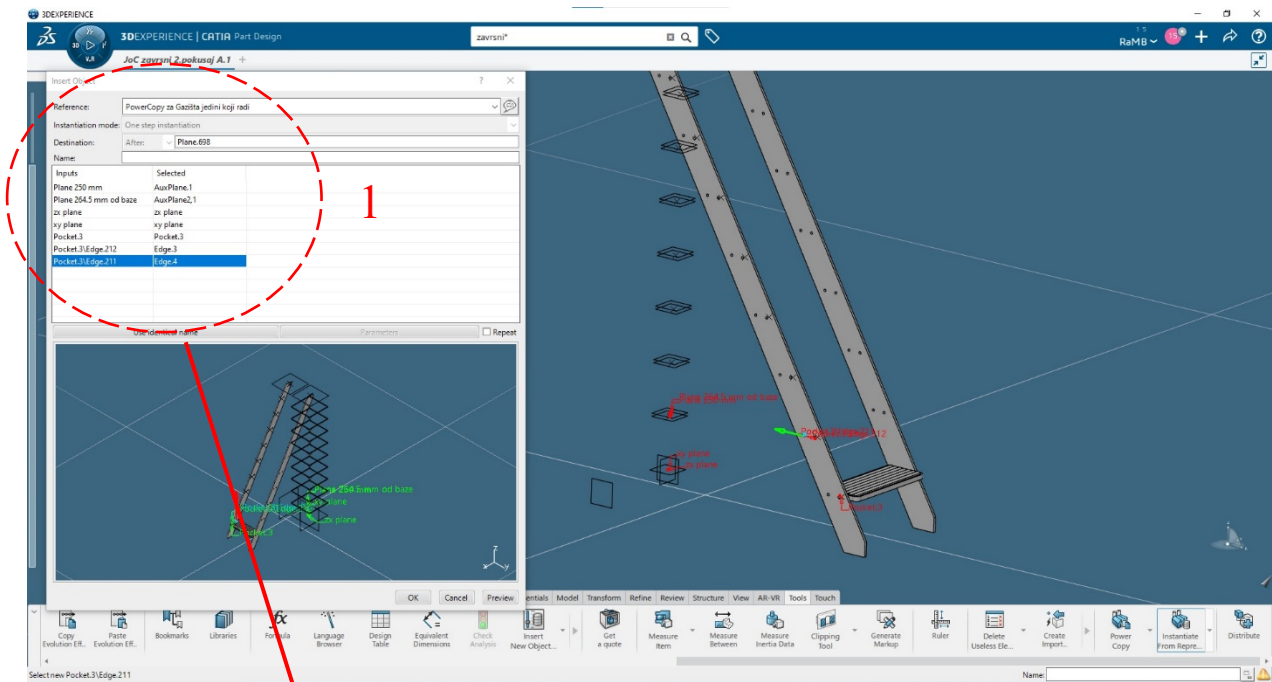 3DEXPERIENCE
3DEXPERIENCE | CATIA Part Design
zavrsni*
RaMB
JoC zavrsni 2.pokusaj A.1 +
Insert Object
Reference: PowerCopy za Gazišta jedini koji radi
Instantiation mode: One step instantiation
Destination: After: Plane.698
Name:
Inputs Selected
Plane 250 mm AuxPlane.1
Plane 264.5 mm od baze AuxPlane2,1
zx plane zx plane
xy plane xy plane
Pocket.3 Pocket.3
Pocket.3\Edge.212 Edge.3
Pocket.3\Edge.211 Edge.4
1
Use identical name Parameters Repeat
OK Cancel Preview
zx plane
Pocket.3
Plane 264.5 mm od baze
xy plane
zx plane
Pocket.3
Essentials Model Transform Refine Review Structure View AR-VR Tools Touch
Copy Evolution Eff... Paste Evolution Eff... Bookmarks Libraries Formula Language Browser Design Table Equivalent Dimensions Check Analysis Insert New Object... Get a quote Measure Item Measure Between Measure Inertia Data Clipping Tool Generate Markup Ruler Delete Useless Ele... Create Import... Power Copy Instantiate From Repre... Distribute
Select new Pocket.3\Edge.211
Name: